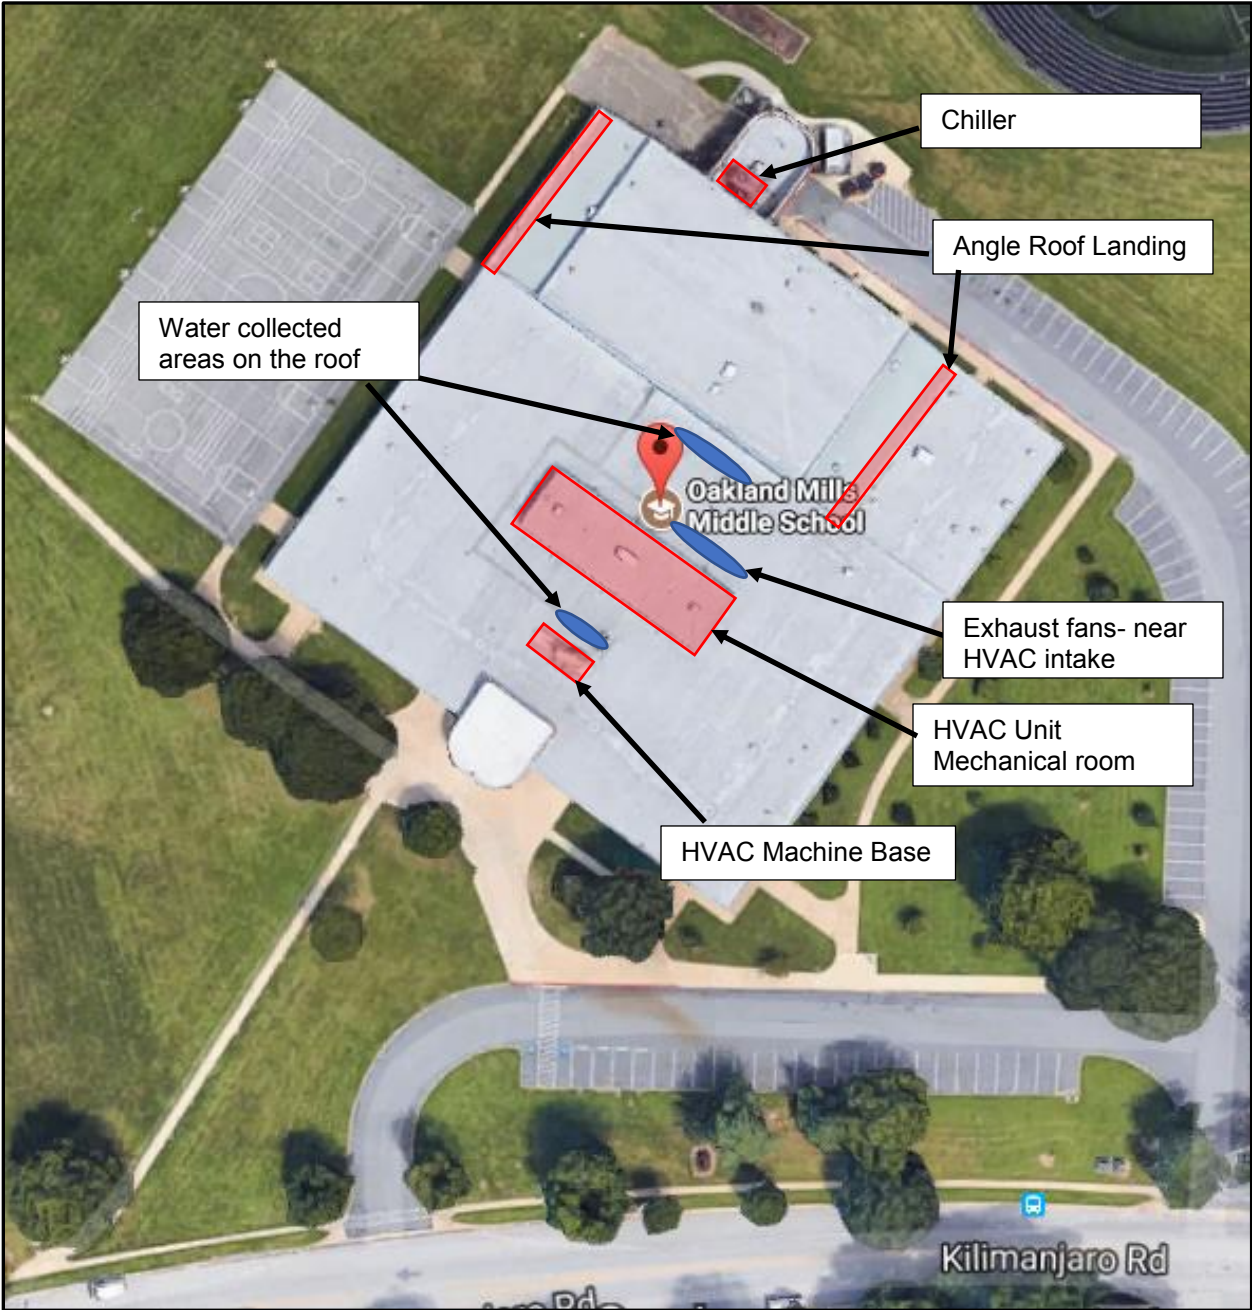 Chiller
Angle Roof Landing
Water collected
areas on the roof
Oakland Mills
Middle School
Exhaust fans- near
HVAC intake
HVAC Unit
Mechanical room
HVAC Machine Base
Kilimanjaro Rd
Rd